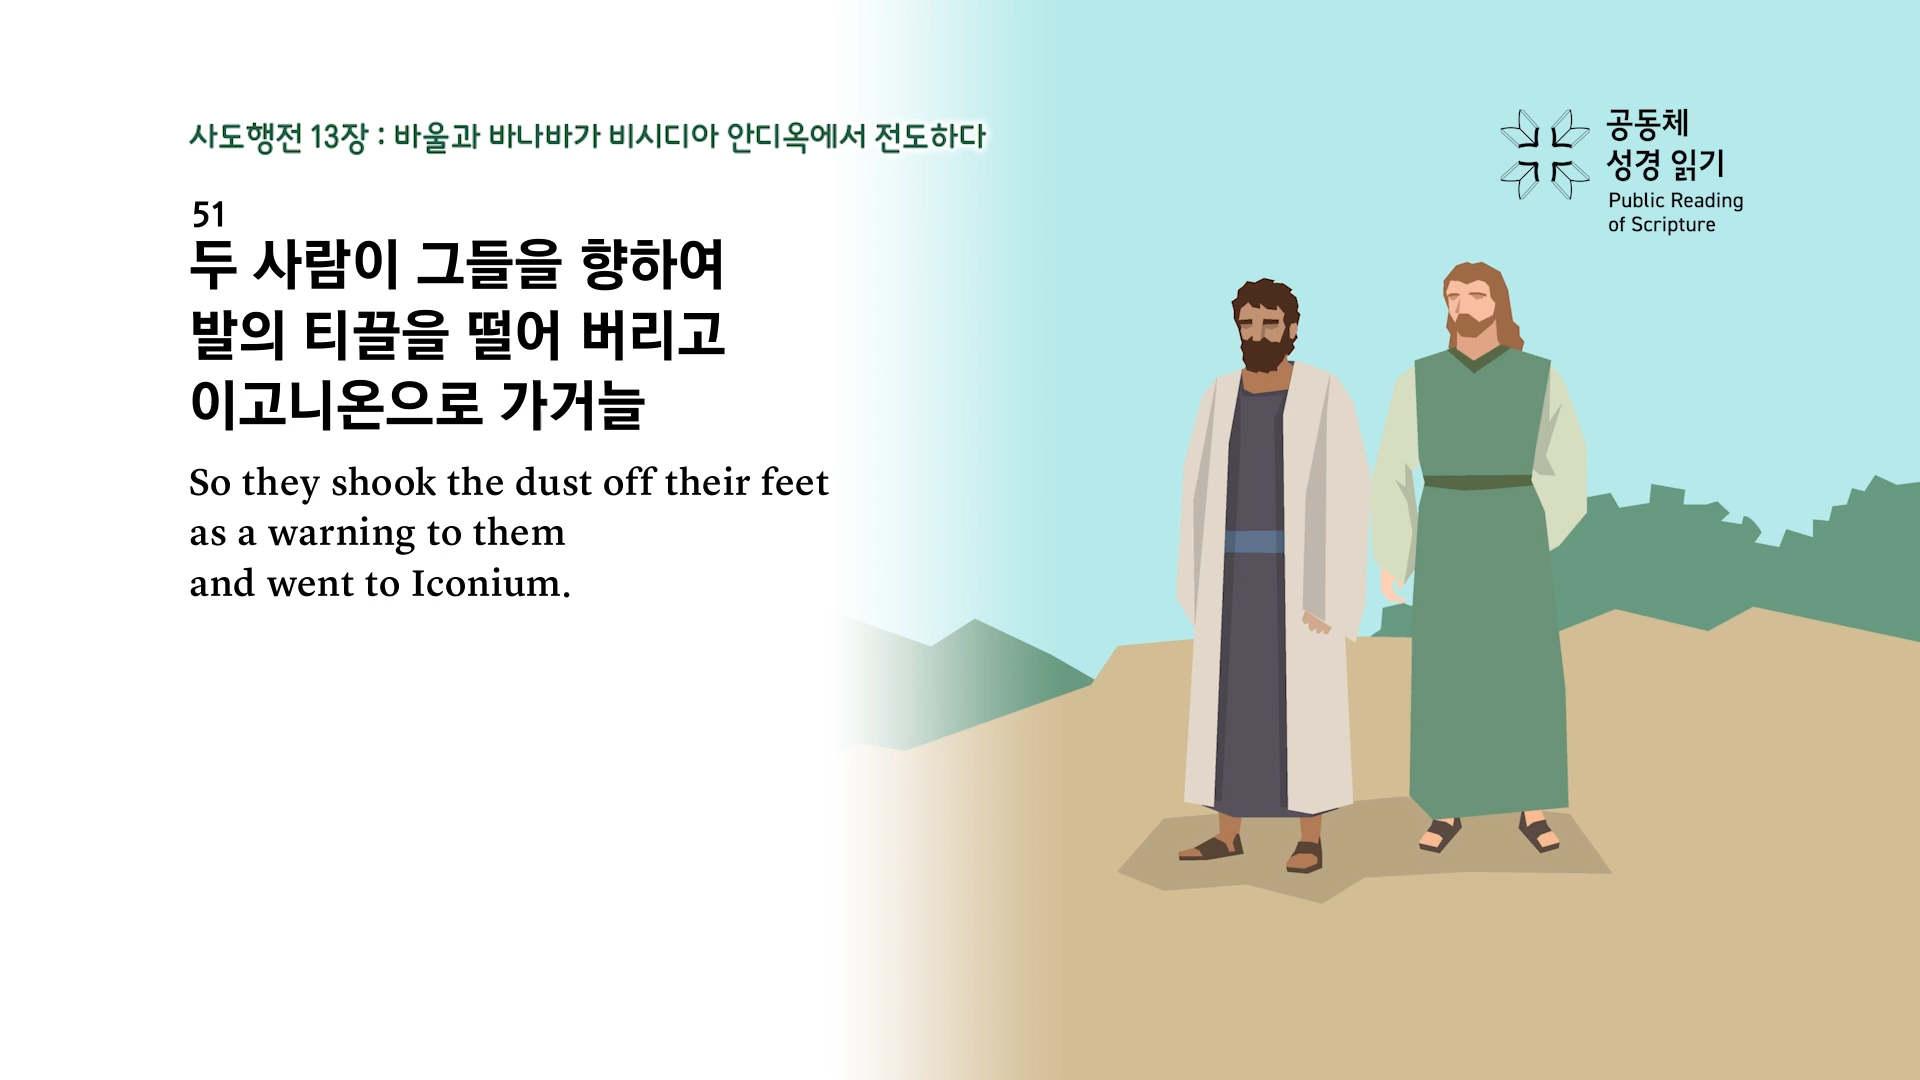 사도행전 13장 : 바울과 바나바가 비시디아 안디옥에서 전도하다
51
두 사람이 그들을 향하여
발의 티끌을 떨어 버리고
이고니온으로 가거늘
So they shook the dust off their feet
as a warning to them
and went to Iconium.
공동체
성경 읽기
Public Reading
of Scripture